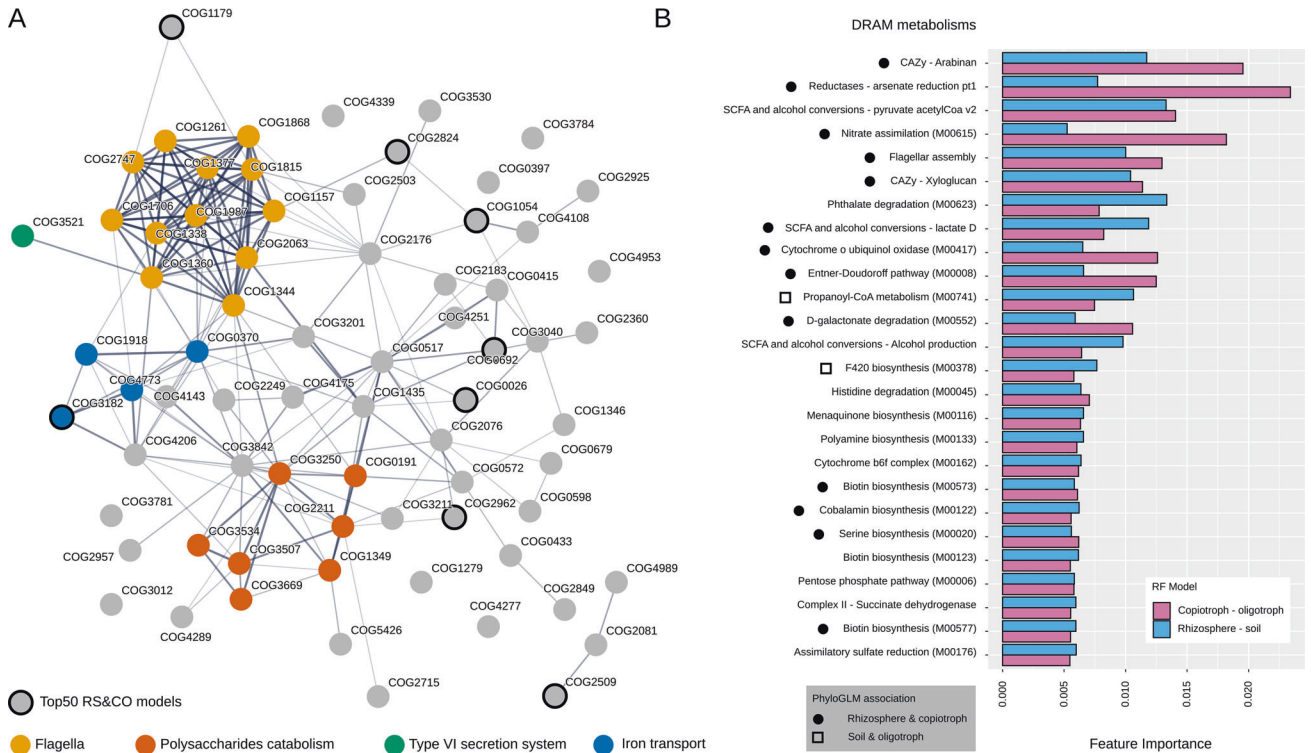 A
COG1179
COG4339
COG3530
COG1261
COG1868
COG2824
COG3784
COG2747
COG1377
COG1815
COG0397
COG2503
COG2925
COG1157
COG1706
COG1987
COG1054
COG3521
COG4108
COG1338
COG2063
COG2176
COG1360
COG2183
COG0415
COG4953
COG1344
COG4251
COG3201
COG3040
COG2360
COG1918
COG0370
COG0517
COG0692
COG4773
COG2249
COG4175
COG0026
COG3182
COG4143
COG1435
COG1346
COG2076
COG4206
COG3842
COG3250
COG0191
COG0572
COG0679
COG3781
COG2211
COG3211
COG2962
COG0598
COG3534
COG2957
COG3507
COG1349
COG0433
COG3012
COG3669
COG1279
COG2849
COG4989
COG4289
COG4277
COG5426
COG2081
COG2715
COG2509
Top50 RS&CO models
Flagella
Polysaccharides catabolism
Type VI secretion system
Iron transport
B
DRAM metabolisms
CAZy - Arabinan
Reductases - arsenate reduction pt1
SCFA and alcohol conversions - pyruvate acetylCoa v2
Nitrate assimilation (M00615)
Flagellar assembly
CAZy - Xyloglucan
Phthalate degradation (M00623)
SCFA and alcohol conversions - lactate D
Cytochrome o ubiquinol oxidase (M00417)
Entner-Doudoroff pathway (M00008)
Propanoyl-CoA metabolism (M00741)
D-galactonate degradation (M00552)
SCFA and alcohol conversions - Alcohol production
F420 biosynthesis (M00378)
Histidine degradation (M00045)
Menaquinone biosynthesis (M00116)
Polyamine biosynthesis (M00133)
Cytochrome b6f complex (M00162)
Biotin biosynthesis (M00573)
Cobalamin biosynthesis (M00122)
Serine biosynthesis (M00020)
Biotin biosynthesis (M00123)
Pentose phosphate pathway (M00006)
Complex II - Succinate dehydrogenase
Biotin biosynthesis (M00577)
Assimilatory sulfate reduction (M00176)
RF Model
Copiotroph - oligotroph
Rhizosphere - soil
PhyloGLM association
Rhizosphere & copiotroph
Soil & oligotroph
0.000
0.005
0.010
0.015
0.020
Feature Importance